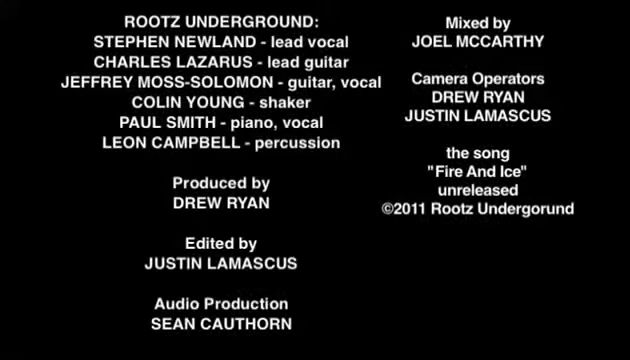 ROOTZ UNDERGROUND:
STEPHEN NEWLAND - lead vocal
CHARLES LAZARUS - lead guitar
JEFFREY MOSS-SOLOMON - guitar, vocal
COLIN YOUNG - shaker
PAUL SMITH - piano, vocal
LEON CAMPBELL - percussion
Produced by
DREW RYAN
Edited by
JUSTIN LAMASCUS
Audio Production
SEAN CAUTHORN
Mixed by
JOEL MCCARTHY
Camera Operators
DREW RYAN
JUSTIN LAMASCUS
the song
"Fire And Ice"
unreleased
©2011 Rootz Undergorund